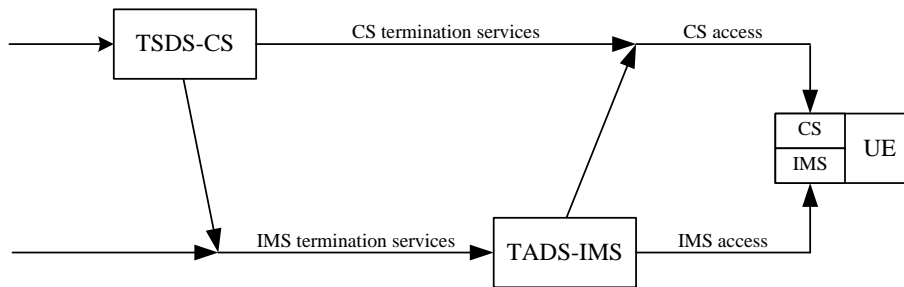 TSDS-CS
CS termination services
CS access
CS
IMS
UE
IMS termination services
TADS-IMS
IMS access